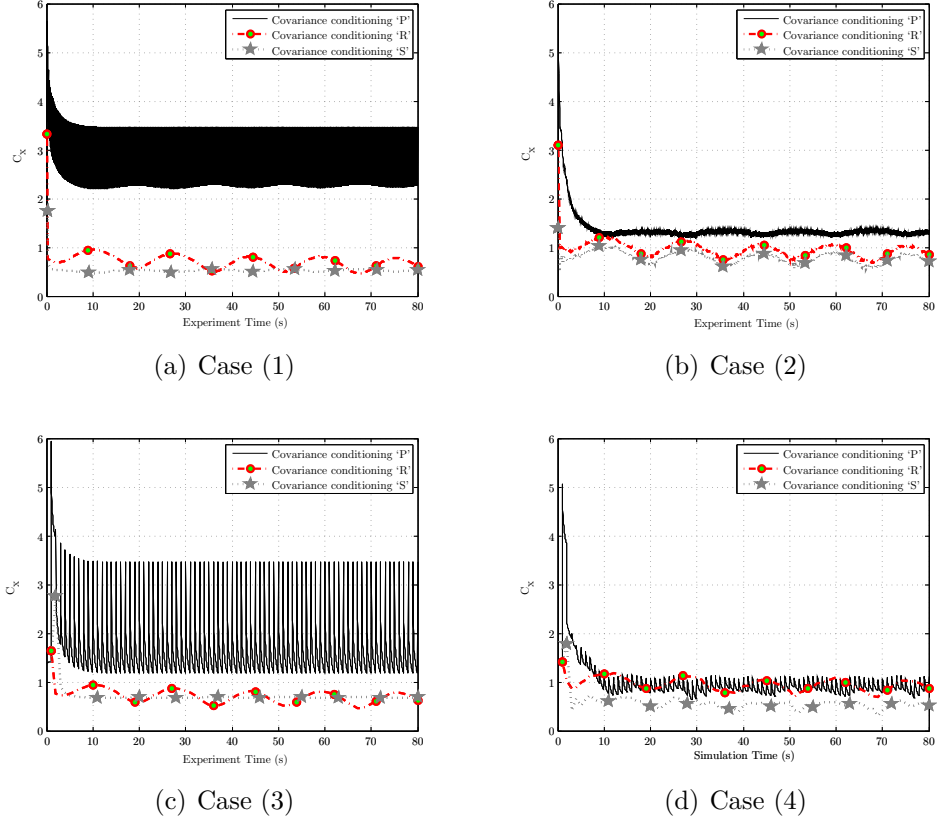 6
5
4
3
2
1
0
C_X
0 10 20 30 40 50 60 70 80
Experiment Time (s)
Covariance conditioning ‘P’
Covariance conditioning ‘R’
Covariance conditioning ‘S’
(a) Case (1)
6
5
4
3
2
1
0
C_X
0 10 20 30 40 50 60 70 80
Experiment Time (s)
Covariance conditioning ‘P’
Covariance conditioning ‘R’
Covariance conditioning ‘S’
(b) Case (2)
6
5
4
3
2
1
0
C_X
0 10 20 30 40 50 60 70 80
Experiment Time (s)
Covariance conditioning ‘P’
Covariance conditioning ‘R’
Covariance conditioning ‘S’
(c) Case (3)
6
5
4
3
2
1
0
C_X
0 10 20 30 40 50 60 70 80
Simulation Time (s)
Covariance conditioning ‘P’
Covariance conditioning ‘R’
Covariance conditioning ‘S’
(d) Case (4)